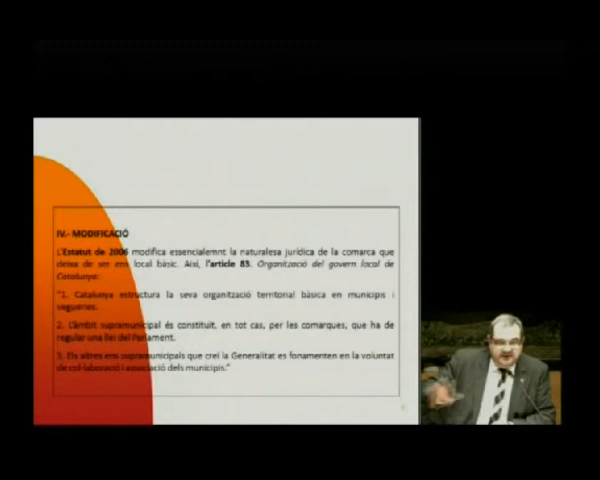 IV.- MODIFICACIÓ
L'Estatut de 2006 modifica essencialemnt la naturalesa jurídica de la comarca que
deixa de ser ens local bàsic. Així, l'article 83. Organització del govern local de
Catalunya:
"1. Catalunya estructura la seva organització territorial bàsica en municipis i
vegueries.
2. L'àmbit supramunicipal és constituït, en tot cas, per les comarques, que ha de
regular una llei del Parlament.
3. Els altres ens supramunicipals que creï la Generalitat es fonamenten en la voluntat
de col·laboració i associació dels municipis."